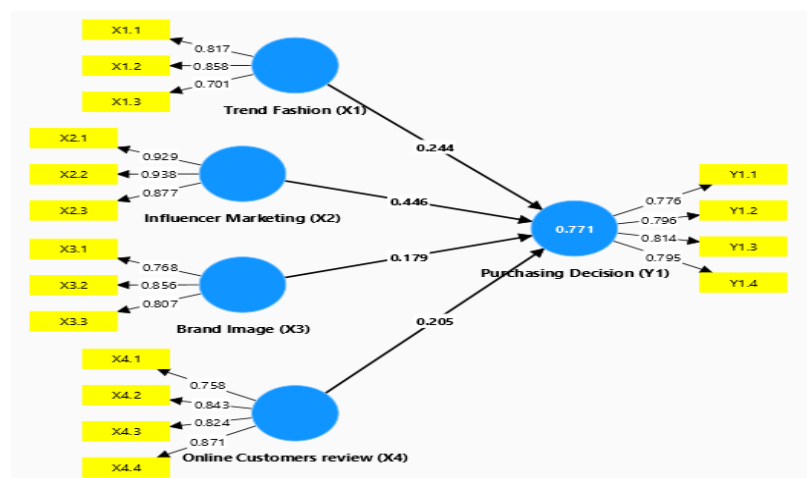 X1.1
0.817
X1.2
0.858
0.701
X1.3
Trend Fashion (X1)
0.244
X2.1
0.929
X2.2
0.938
0.877
X2.3
Influencer Marketing (X2)
0.446
X3.1
0.768
X3.2
0.856
0.807
X3.3
Brand Image (X3)
0.179
X4.1
0.758
X4.2
0.843
X4.3
0.824
0.871
X4.4
Online Customers review (X4)
0.205
0.771
Purchasing Decision (Y1)
Y1.1
0.776
Y1.2
0.796
Y1.3
0.814
0.795
Y1.4